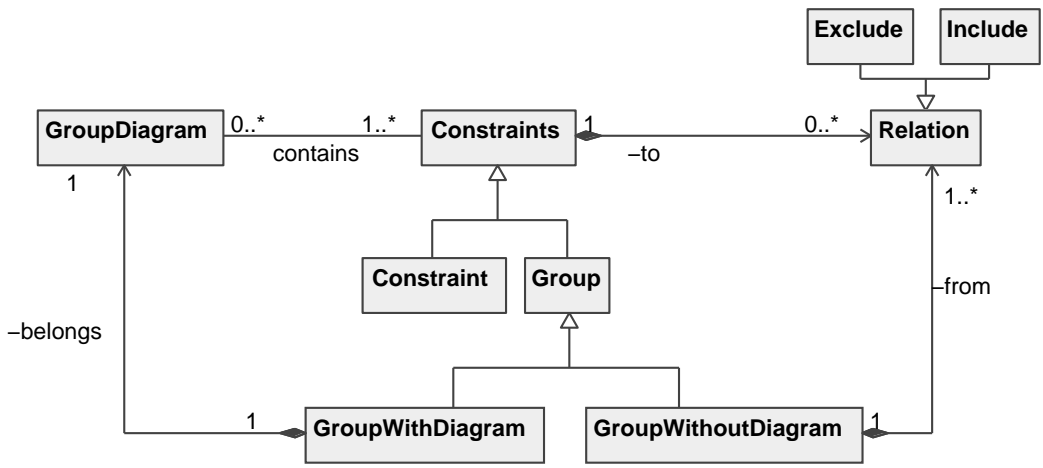 Exclude
Include
GroupDiagram
0..*
1..*
contains
Constraints
1
0..*
–to
Relation
1
1..*
Constraint
Group
–from
–belongs
1
GroupWithDiagram
GroupWithoutDiagram
1